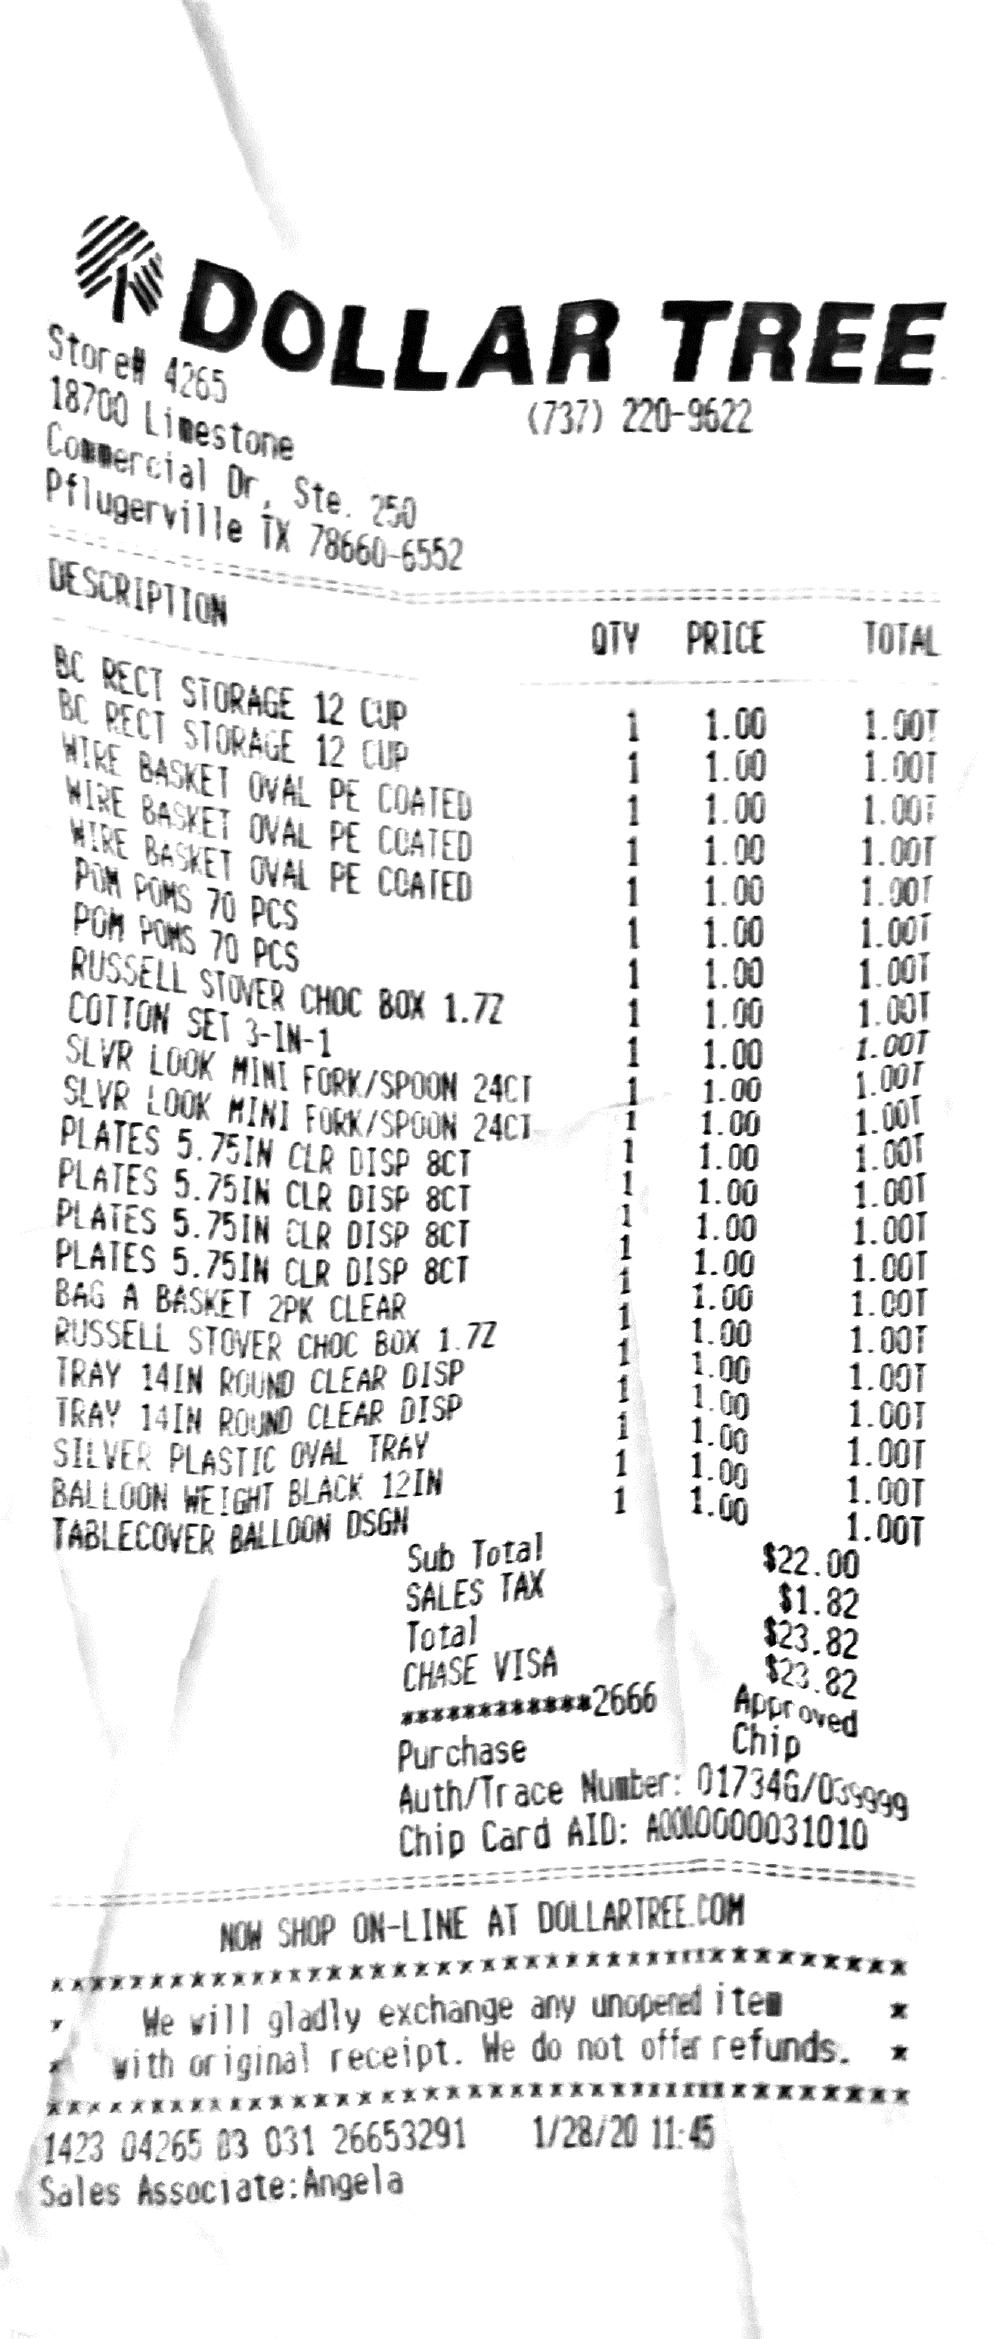 DOLLAR TREE
Store# 4265
18700 Limestone
Commercial Dr, Ste. 250
Pflugerville TX 78660-6552
(737) 220-9622
DESCRIPTION QTY PRICE TOTAL
BC RECT STORAGE 12 CUP 1 1.00 1.00T
BC RECT STORAGE 12 CUP 1 1.00 1.00T
WIRE BASKET OVAL PE COATED 1 1.00 1.00T
WIRE BASKET OVAL PE COATED 1 1.00 1.00T
WIRE BASKET OVAL PE COATED 1 1.00 1.00T
POM POMS 70 PCS 1 1.00 1.00T
POM POMS 70 PCS 1 1.00 1.00T
RUSSELL STOVER CHOC BOX 1.7Z 1 1.00 1.00T
COTTON SET 3-IN-1 1 1.00 1.00T
SLVR LOOK MINI FORK/SPOON 24CT 1 1.00 1.00T
SLVR LOOK MINI FORK/SPOON 24CT 1 1.00 1.00T
PLATES 5.75IN CLR DISP 8CT 1 1.00 1.00T
PLATES 5.75IN CLR DISP 8CT 1 1.00 1.00T
PLATES 5.75IN CLR DISP 8CT 1 1.00 1.00T
PLATES 5.75IN CLR DISP 8CT 1 1.00 1.00T
BAG A BASKET 2PK CLEAR 1 1.00 1.00T
RUSSELL STOVER CHOC BOX 1.7Z 1 1.00 1.00T
TRAY 14IN ROUND CLEAR DISP 1 1.00 1.00T
TRAY 14IN ROUND CLEAR DISP 1 1.00 1.00T
SILVER PLASTIC OVAL TRAY 1 1.00 1.00T
BALLOON WEIGHT BLACK 12IN 1 1.00 1.00T
TABLECOVER BALLOON DSGN 1 1.00 1.00T
Sub Total $22.00
SALES TAX $1.82
Total $23.82
CHASE VISA $23.82
************2666 Approved
Purchase Chip
Auth/Trace Number: 01734G/039999
Chip Card AID: A0000000031010
NOW SHOP ON-LINE AT DOLLARTREE.COM
We will gladly exchange any unopened item
with original receipt. We do not offer refunds.
1423 04265 03 031 26653291 1/28/20 11:45
Sales Associate:Angela